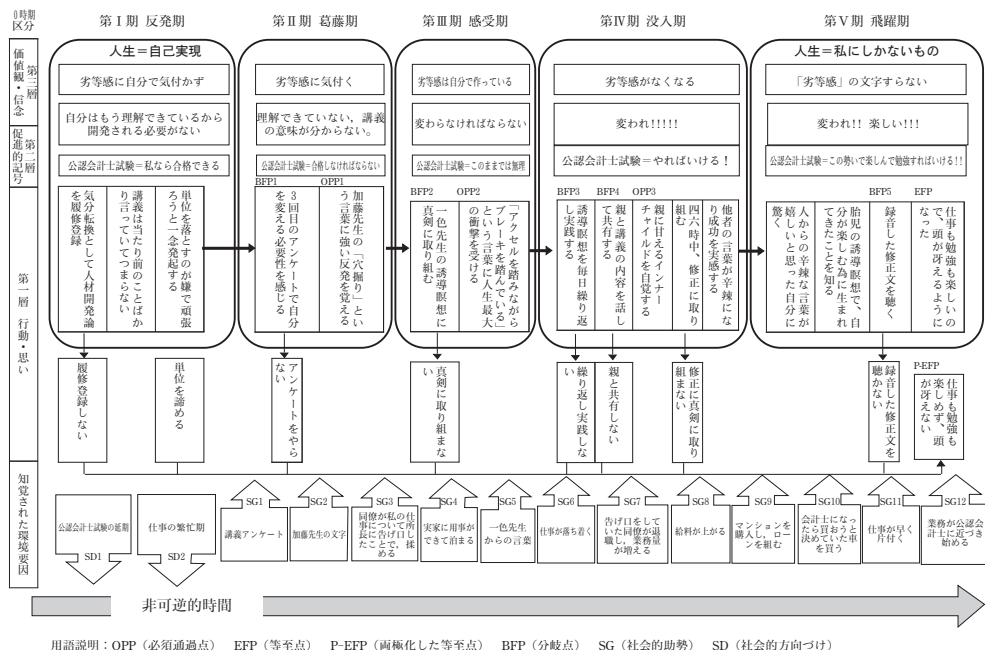 時期
区分
第Ⅰ期 反発期
第Ⅱ期 葛藤期
第Ⅲ期 感受期
第Ⅳ期 没入期
第Ⅴ期 飛躍期
価値観・信念
第三層
促進的記号
第二層
第一層 行動・思い
知覚された環境要因
人生=自己実現
劣等感に自分で気付かず
自分はもう理解できているから
開発される必要がない
公認会計士試験=私なら合格できる
気分転換として人材開発論
を履修登録
講義は当たり前のことばか
り言っていてつまらない
単位を落とすのが嫌で頑張
ろうと一念発起する
履修登録しない
単位を諦める
劣等感に気付く
理解できていない,講義
の意味が分からない。
公認会計士試験=合格しなければならない
BFP1
OPP1
3回目のアンケートで自分
を変える必要性を感じる
加藤先生の「穴掘り」とい
う言葉に強い反発を覚える
アンケートをやら
ない
劣等感は自分で作っている
変わらなければならない
公認会計士試験=このままでは無理
BFP2
OPP2
一色先生の誘導瞑想に
真剣に取り組む
「アクセルを踏みながら
ブレーキを踏んでいる」
という言葉に人生最大
の衝撃を受ける
真剣に取り組まな
い
劣等感がなくなる
変われ!!!!!
公認会計士試験=やればいける!
BFP3
BFP4
OPP3
誘導瞑想を毎日繰り返
し実践する
親と講義の内容を話し
て共有する
親に甘えるインナー
チャイルドを自覚する
四六時中、修正に取り
組む
他者の言葉が辛辣にな
り成功を実感する
繰り返し実践しな
い
親と共有しない
修正に真剣に取り
組まない
人生=私にしかないもの
「劣等感」の文字すらない
変われ!! 楽しい!!!
公認会計士試験=この勢いで楽しんで勉強すればいける!!
BFP5
EFP
人からの辛辣な言葉が
嬉しいと思った自分に
驚く
胎児の誘導瞑想で、自
分が楽しむ為に生まれ
てきたことを知る
録音した修正文を聴く
仕事も勉強も楽しいの
で、頭が冴えるように
なった
録音した修正文を
聴かない
P-EFP
仕事も勉強も
楽しめず、頭
が冴えない
公認会計士試験の延期
SD1
仕事の繁忙期
SD2
SG1
講義アンケート
SG2
加藤先生の文字
SG3
同僚が私の仕
事について所
長に告げ口し
たことで,揉
める
SG4
実家に用事が
できて泊まる
SG5
一色先生
からの言葉
SG6
仕事が落ち着く
SG7
告げ口をして
いた同僚が退
職し,業務量
が増える
SG8
給料が上がる
SG9
マンションを
購入し,ロー
ンを組む
SG10
会計士になった
ら買おうと
決めていた車
を買う
SG11
仕事が早く
片付く
SG12
業務が公認会
計士に近づき
始める
非可逆的時間
用語説明:OPP(必須通過点) EFP(等至点) P-EFP(両極化した等至点) BFP(分岐点) SG(社会的助勢) SD(社会的方向づけ)